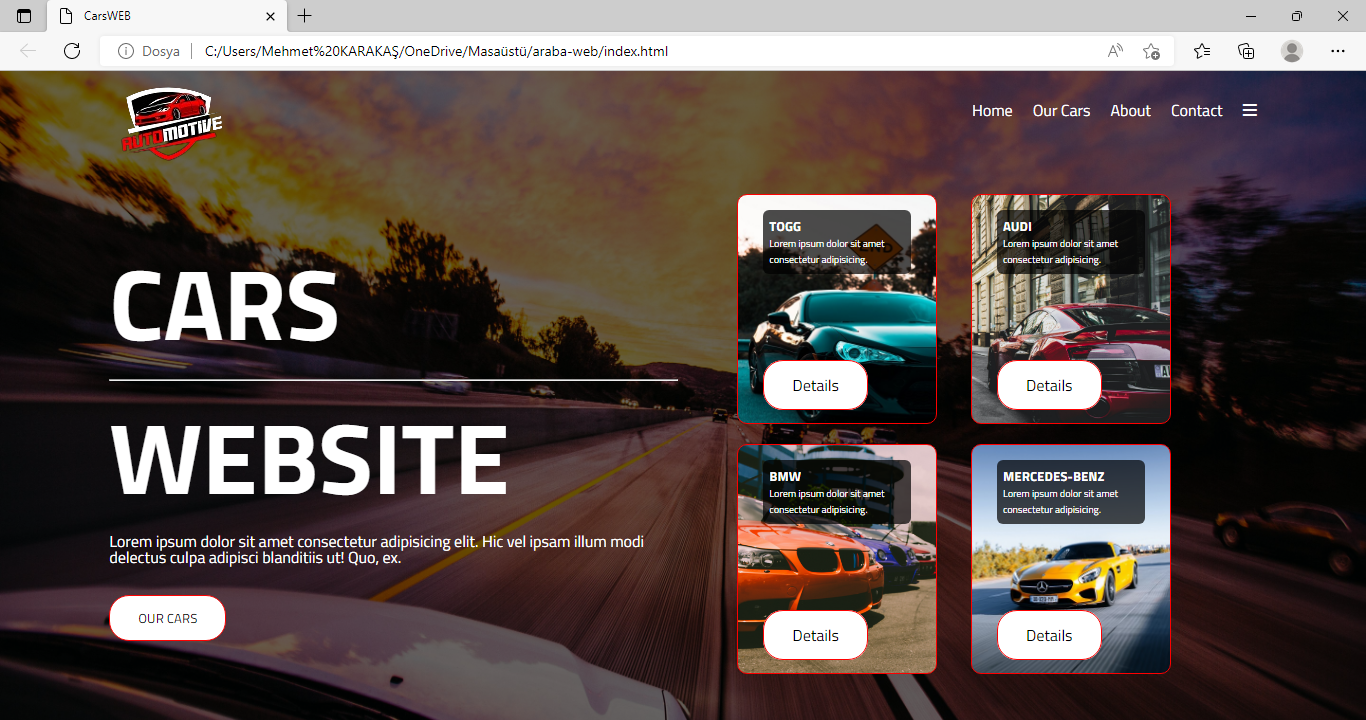 CarsWEB
Dosya
C:/Users/Mehmet%20KARAKAŞ/OneDrive/Masaüstü/araba-web/index.html
AUTOMOTIVE
Home Our Cars About Contact
CARS
WEBSITE
Lorem ipsum dolor sit amet consectetur adipisicing elit. Hic vel ipsam illum modi
delectus culpa adipisci blanditiis ut! Quo, ex.
OUR CARS
TOGG
Lorem ipsum dolor sit amet
consectetur adipisicing.
Details
AUDI
Lorem ipsum dolor sit amet
consectetur adipisicing.
Details
BMW
Lorem ipsum dolor sit amet
consectetur adipisicing.
Details
MERCEDES-BENZ
Lorem ipsum dolor sit amet
consectetur adipisicing.
Details